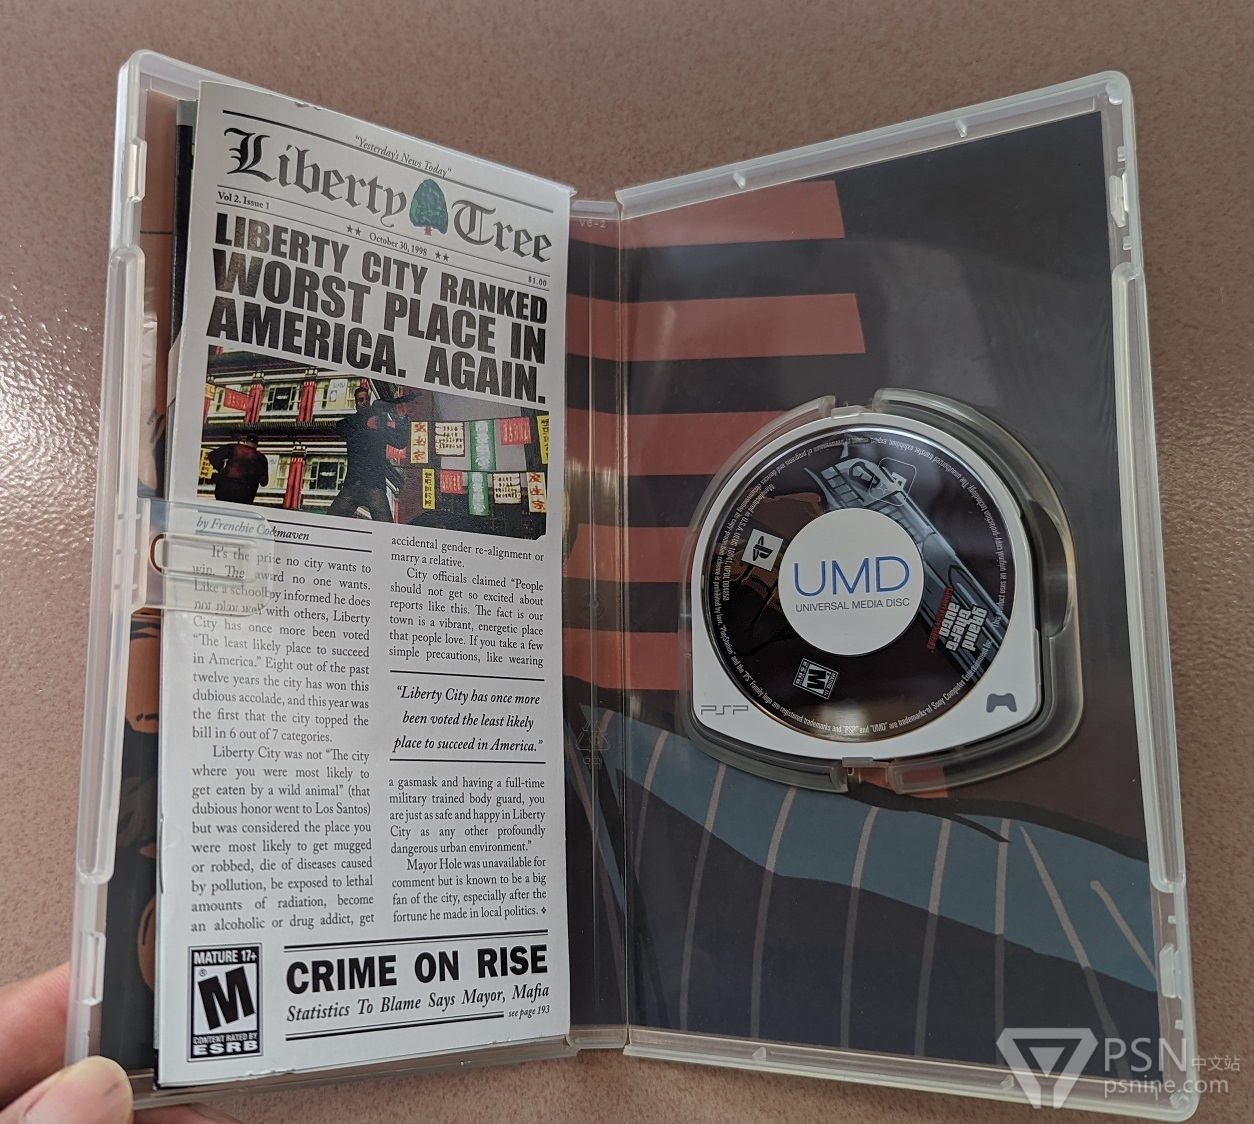 "Yesterday's News Today"
Liberty Tree
Vol 2. Issue 1
★★ October 30, 1998 ★★
$1.00
LIBERTY CITY RANKED
WORST PLACE IN
AMERICA. AGAIN.
by Frenchie Cockmaven
It's the prize no city wants to
win. The award no one wants.
Like a schoolboy informed he does
not play well with others, Liberty
City has once more been voted
"The least likely place to succeed
in America." Eight out of the past
twelve years the city has won this
dubious accolade, and this year was
the first that the city topped the
bill in 6 out of 7 categories.
Liberty City was not "The city
where you were most likely to
get eaten by a wild animal" (that
dubious honor went to Los Santos)
but was considered the place you
were most likely to get mugged
or robbed, die of diseases caused
by pollution, be exposed to lethal
amounts of radiation, become
an alcoholic or drug addict, get
accidental gender re-alignment or
marry a relative.
City officials claimed "People
should not get so excited about
reports like this. The fact is our
town is a vibrant, energetic place
that people love. If you take a few
simple precautions, like wearing
"Liberty City has once more
been voted the least likely
place to succeed in America."
a gasmask and having a full-time
military trained body guard, you
are just as safe and happy in Liberty
City as any other profoundly
dangerous urban environment."
Mayor Hole was unavailable for
comment but is known to be a big
fan of the city, especially after the
fortune he made in local politics.
MATURE 17+
M
®
CONTENT RATED BY
ESRB
CRIME ON RISE
Statistics To Blame Says Mayor, Mafia
see page 193
UMD
UNIVERSAL MEDIA DISC
grand
theft
auto
M
PSP
PSN中文站
psnine.com